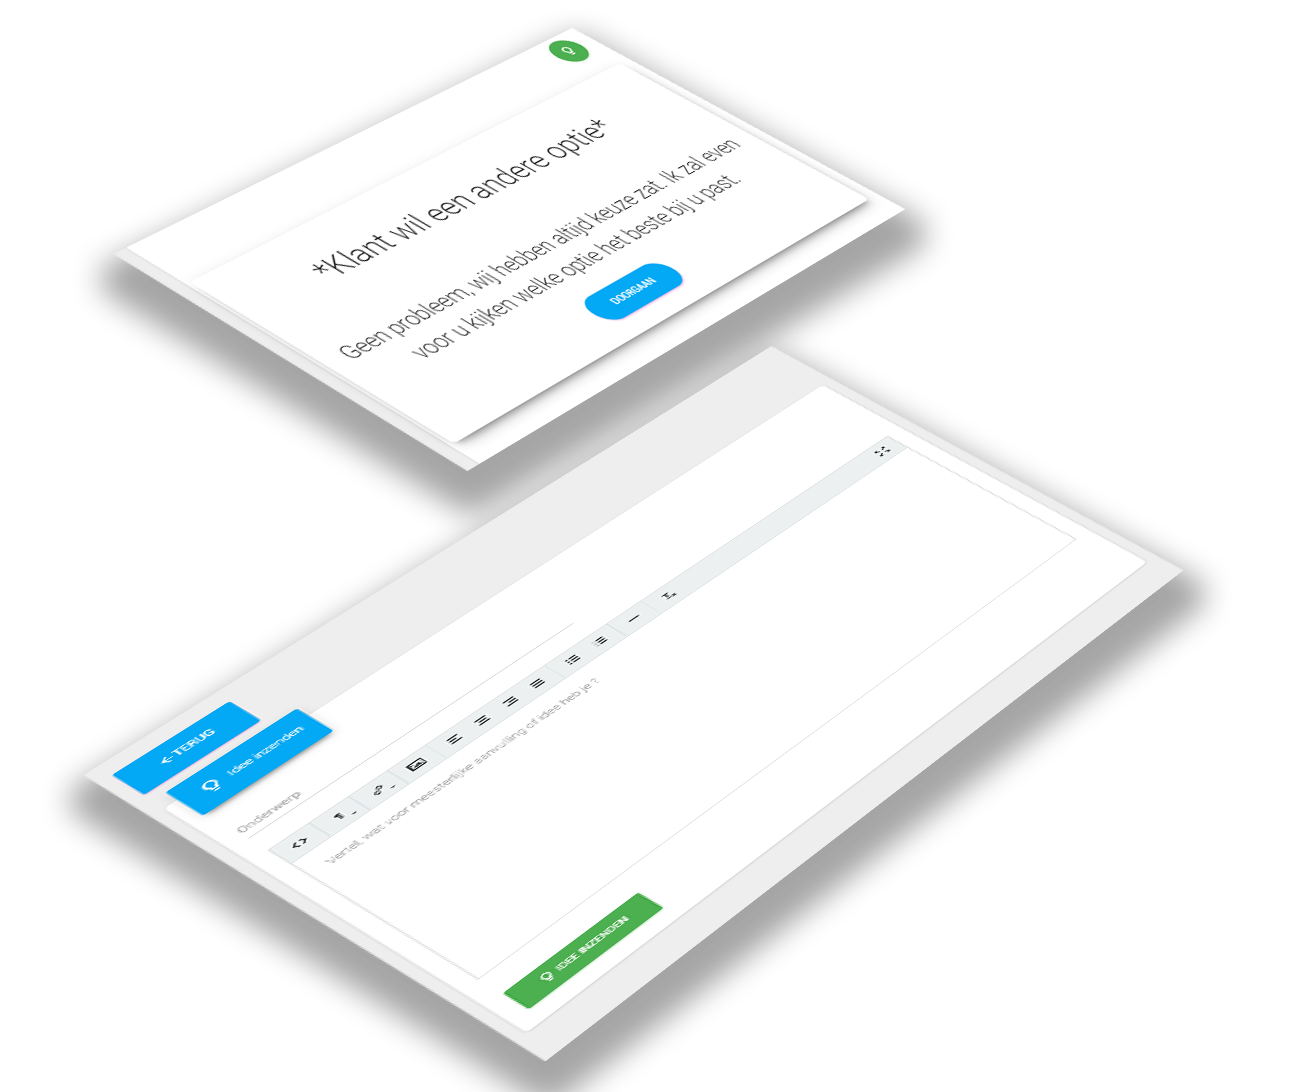 *Klant wil een andere optie*
Geen probleem, wij hebben altijd keuze zat. Ik zal even
voor u kijken welke optie het beste bij u past.
DOORGAAN
TERUG
Idee inzenden
Onderwerp
Vertel, wat voor meesterlijke aanvulling of idee heb je ?
IDEE INZENDEN!